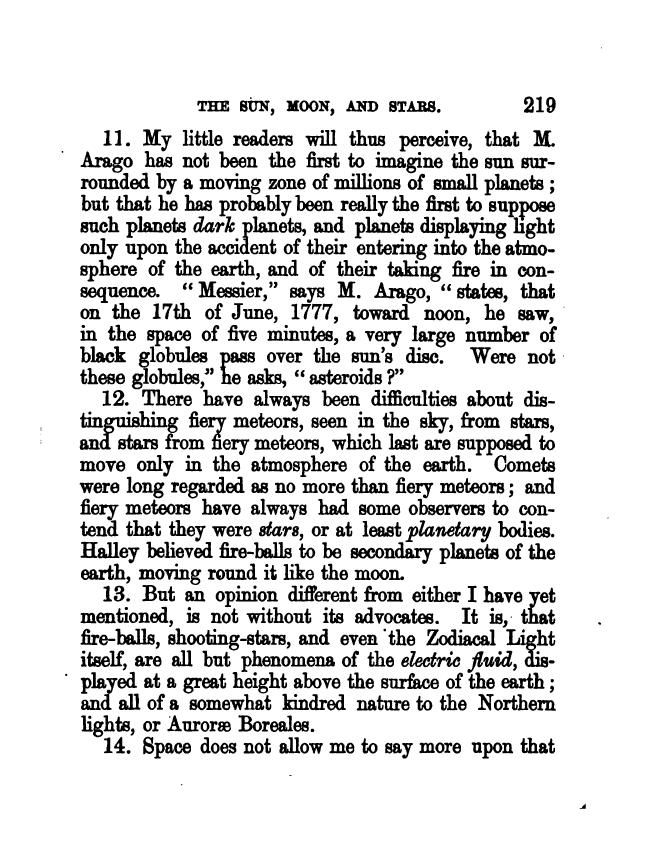 THE SUN, MOON, AND STARS. 219
11. My little readers will thus perceive, that M.
Arago has not been the first to imagine the sun sur-
rounded by a moving zone of millions of small planets ;
but that he has probably been really the first to suppose
such planets dark planets, and planets displaying light
only upon the accident of their entering into the atmo-
sphere of the earth, and of their taking fire in con-
sequence. “ Messier,” says M. Arago, “ states, that
on the 17th of June, 1777, toward noon, he saw,
in the space of five minutes, a very large number of
black globules pass over the sun’s disc. Were not
these globules,” he asks, “ asteroids ?”
12. There have always been difficulties about dis-
tinguishing fiery meteors, seen in the sky, from stars,
and stars from fiery meteors, which last are supposed to
move only in the atmosphere of the earth. Comets
were long regarded as no more than fiery meteors ; and
fiery meteors have always had some observers to con-
tend that they were stars, or at least planetary bodies.
Halley believed fire-balls to be secondary planets of the
earth, moving round it like the moon.
13. But an opinion different from either I have yet
mentioned, is not without its advocates. It is, that
fire-balls, shooting-stars, and even the Zodiacal Light
itself, are all but phenomena of the electric fluid, dis-
played at a great height above the surface of the earth ;
and all of a somewhat kindred nature to the Northern
lights, or Auroræ Boreales.
14. Space does not allow me to say more upon that